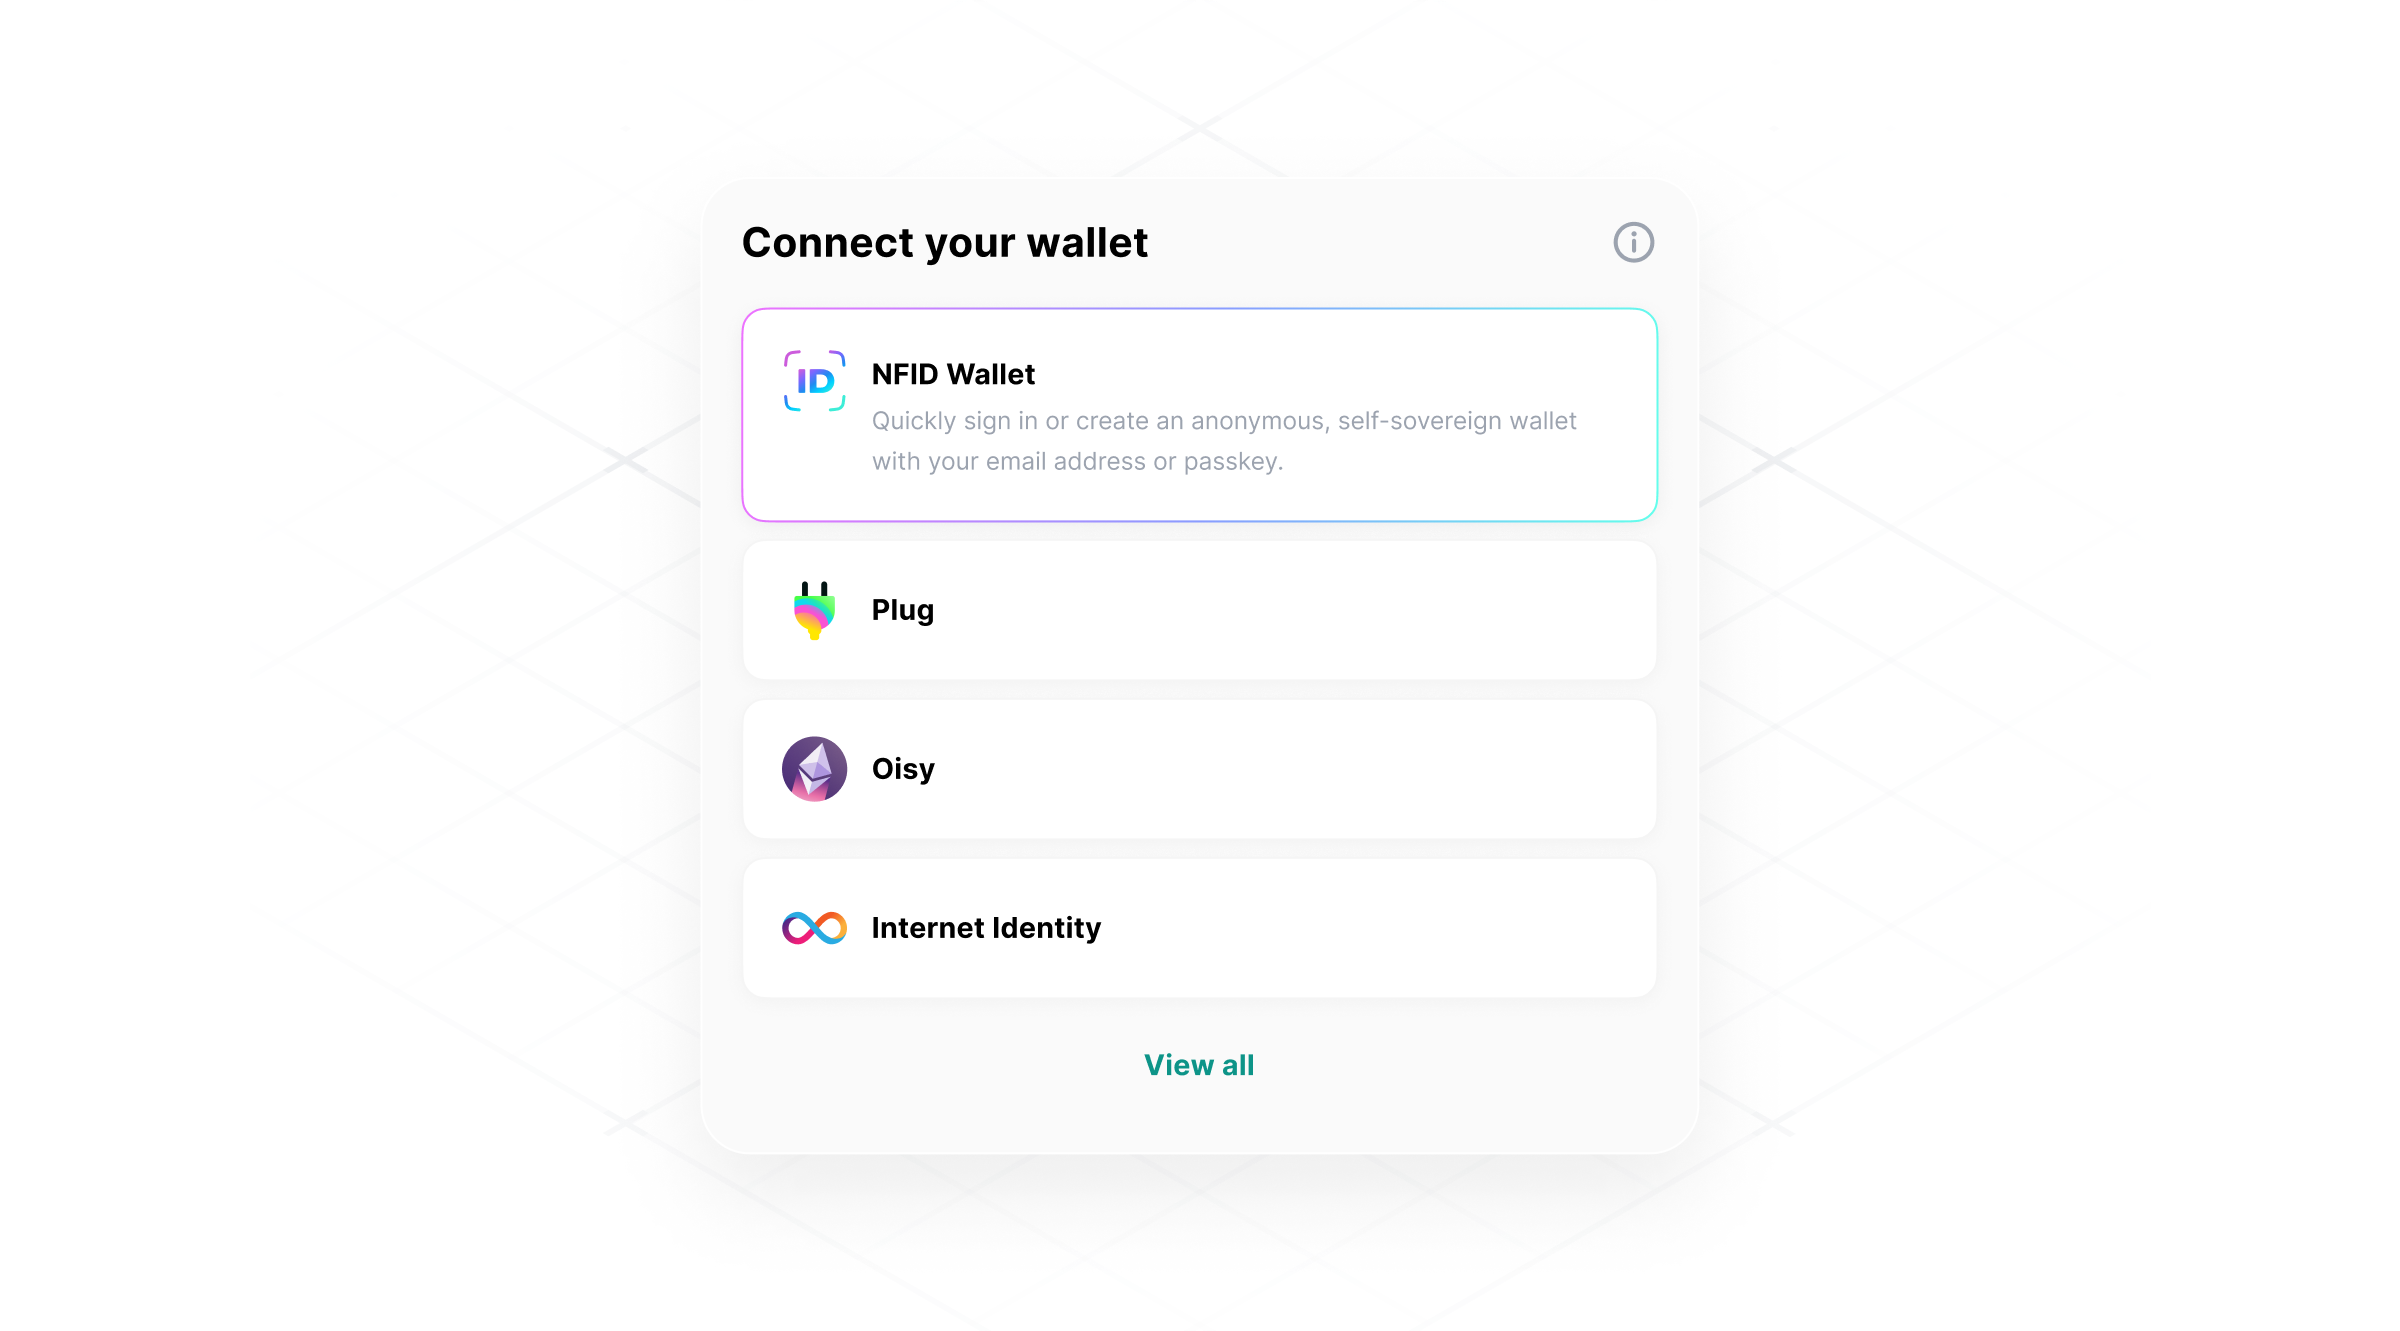 Connect your wallet
ID
NFID Wallet
Quickly sign in or create an anonymous, self-sovereign wallet
with your email address or passkey.
Plug
Oisy
Internet Identity
View all